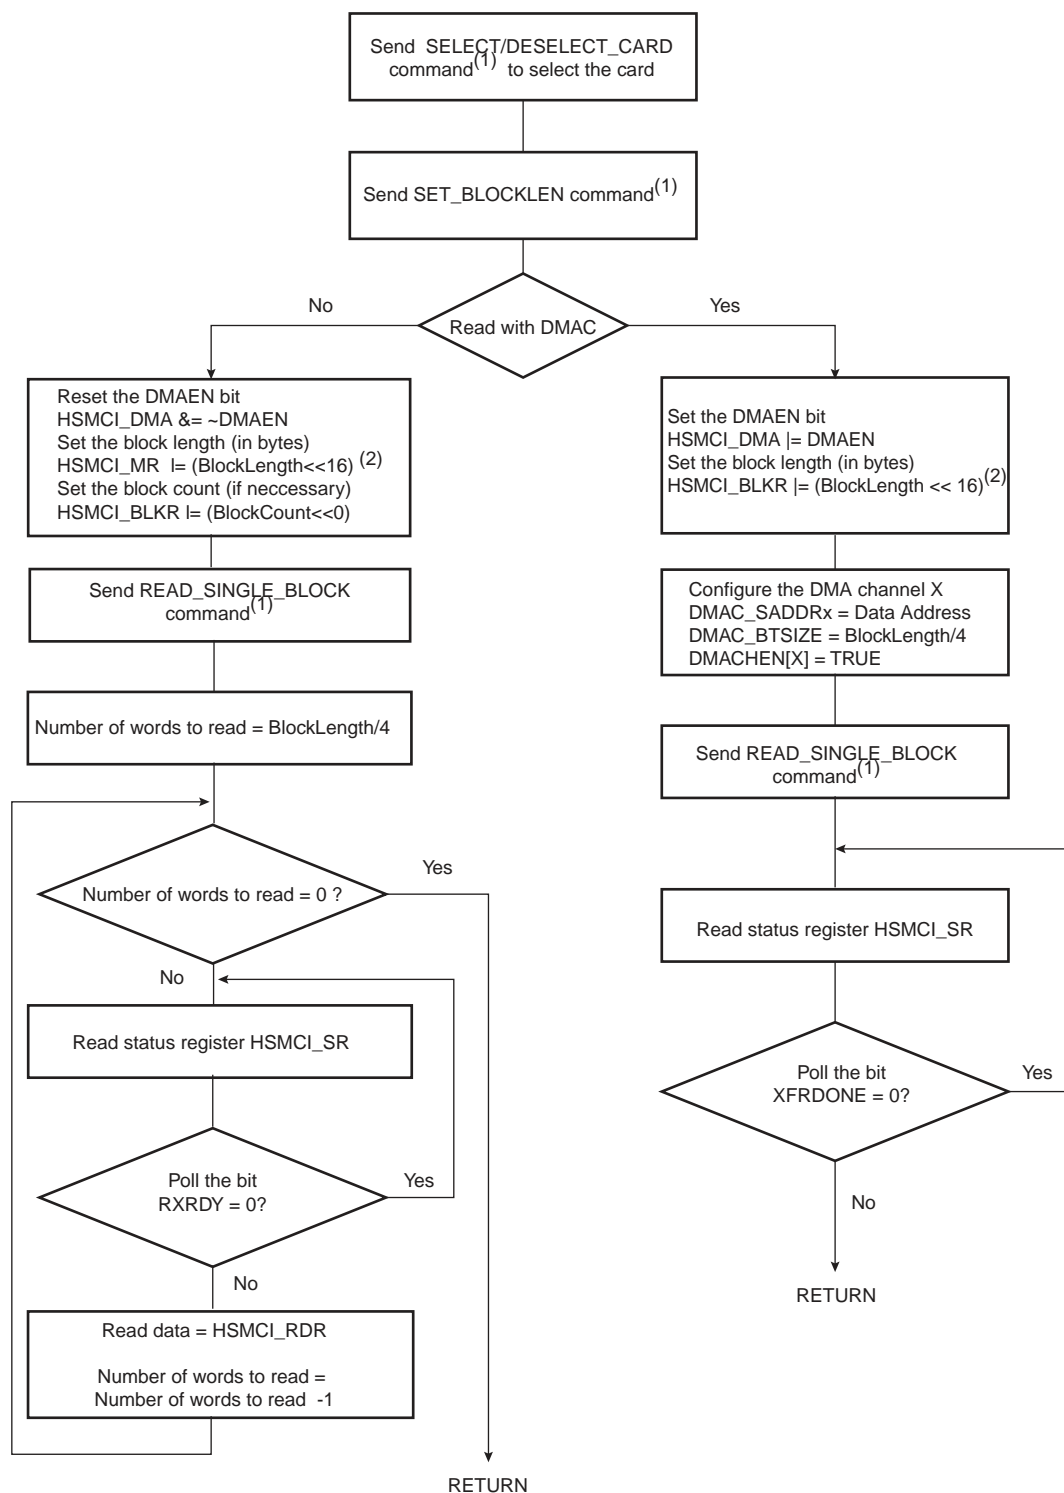 Send SELECT/DESELECT_CARD
command(1) to select the card
Send SET_BLOCKLEN command(1)
No
Yes
Read with DMAC
Reset the DMAEN bit
HSMCI_DMA &= ~DMAEN
Set the block length (in bytes)
HSMCI_MR l= (BlockLength<<16) (2)
Set the block count (if neccessary)
HSMCI_BLKR l= (BlockCount<<0)
Send READ_SINGLE_BLOCK
command(1)
Number of words to read = BlockLength/4
Number of words to read = 0 ?
Yes
No
Read status register HSMCI_SR
Poll the bit
RXRDY = 0?
Yes
No
Read data = HSMCI_RDR
Number of words to read =
Number of words to read -1
RETURN
Set the DMAEN bit
HSMCI_DMA |= DMAEN
Set the block length (in bytes)
HSMCI_BLKR |= (BlockLength << 16)(2)
Configure the DMA channel X
DMAC_SADDRx = Data Address
DMAC_BTSIZE = BlockLength/4
DMACHEN[X] = TRUE
Send READ_SINGLE_BLOCK
command(1)
Read status register HSMCI_SR
Poll the bit
XFRDONE = 0?
Yes
No
RETURN